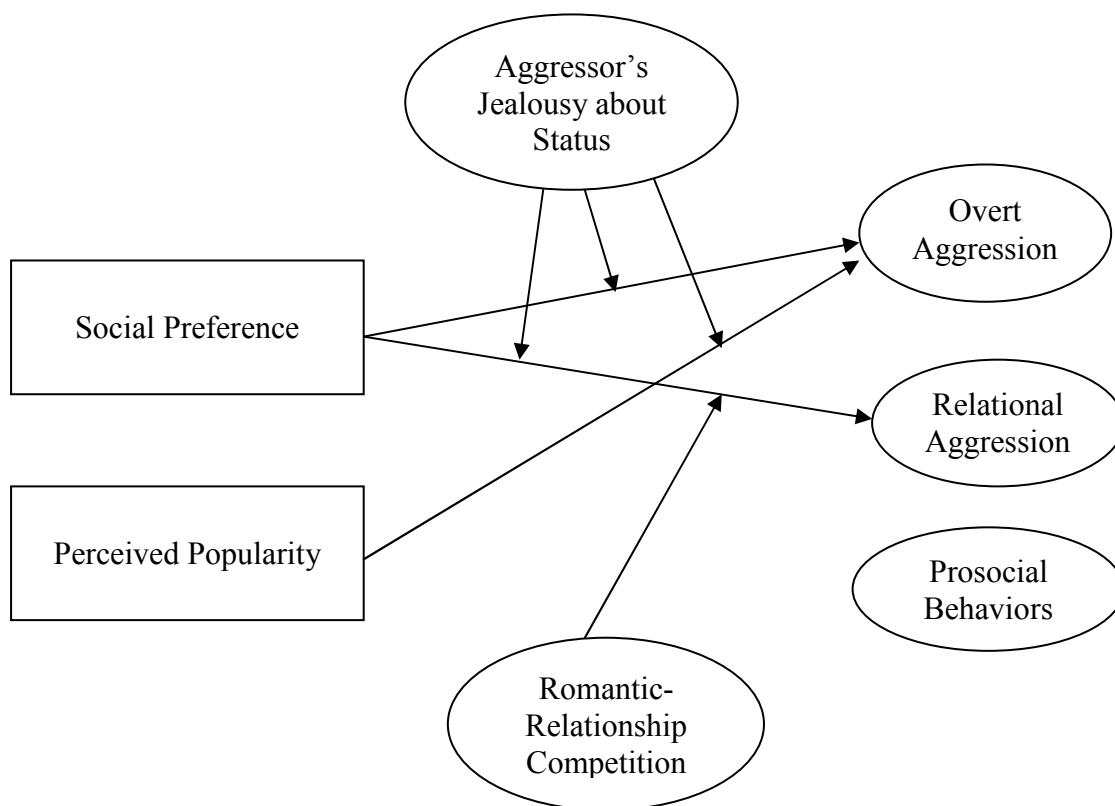 Aggressor’s
Jealousy about
Status
Overt
Aggression
Social Preference
Relational
Aggression
Perceived Popularity
Prosocial
Behaviors
Romantic-
Relationship
Competition